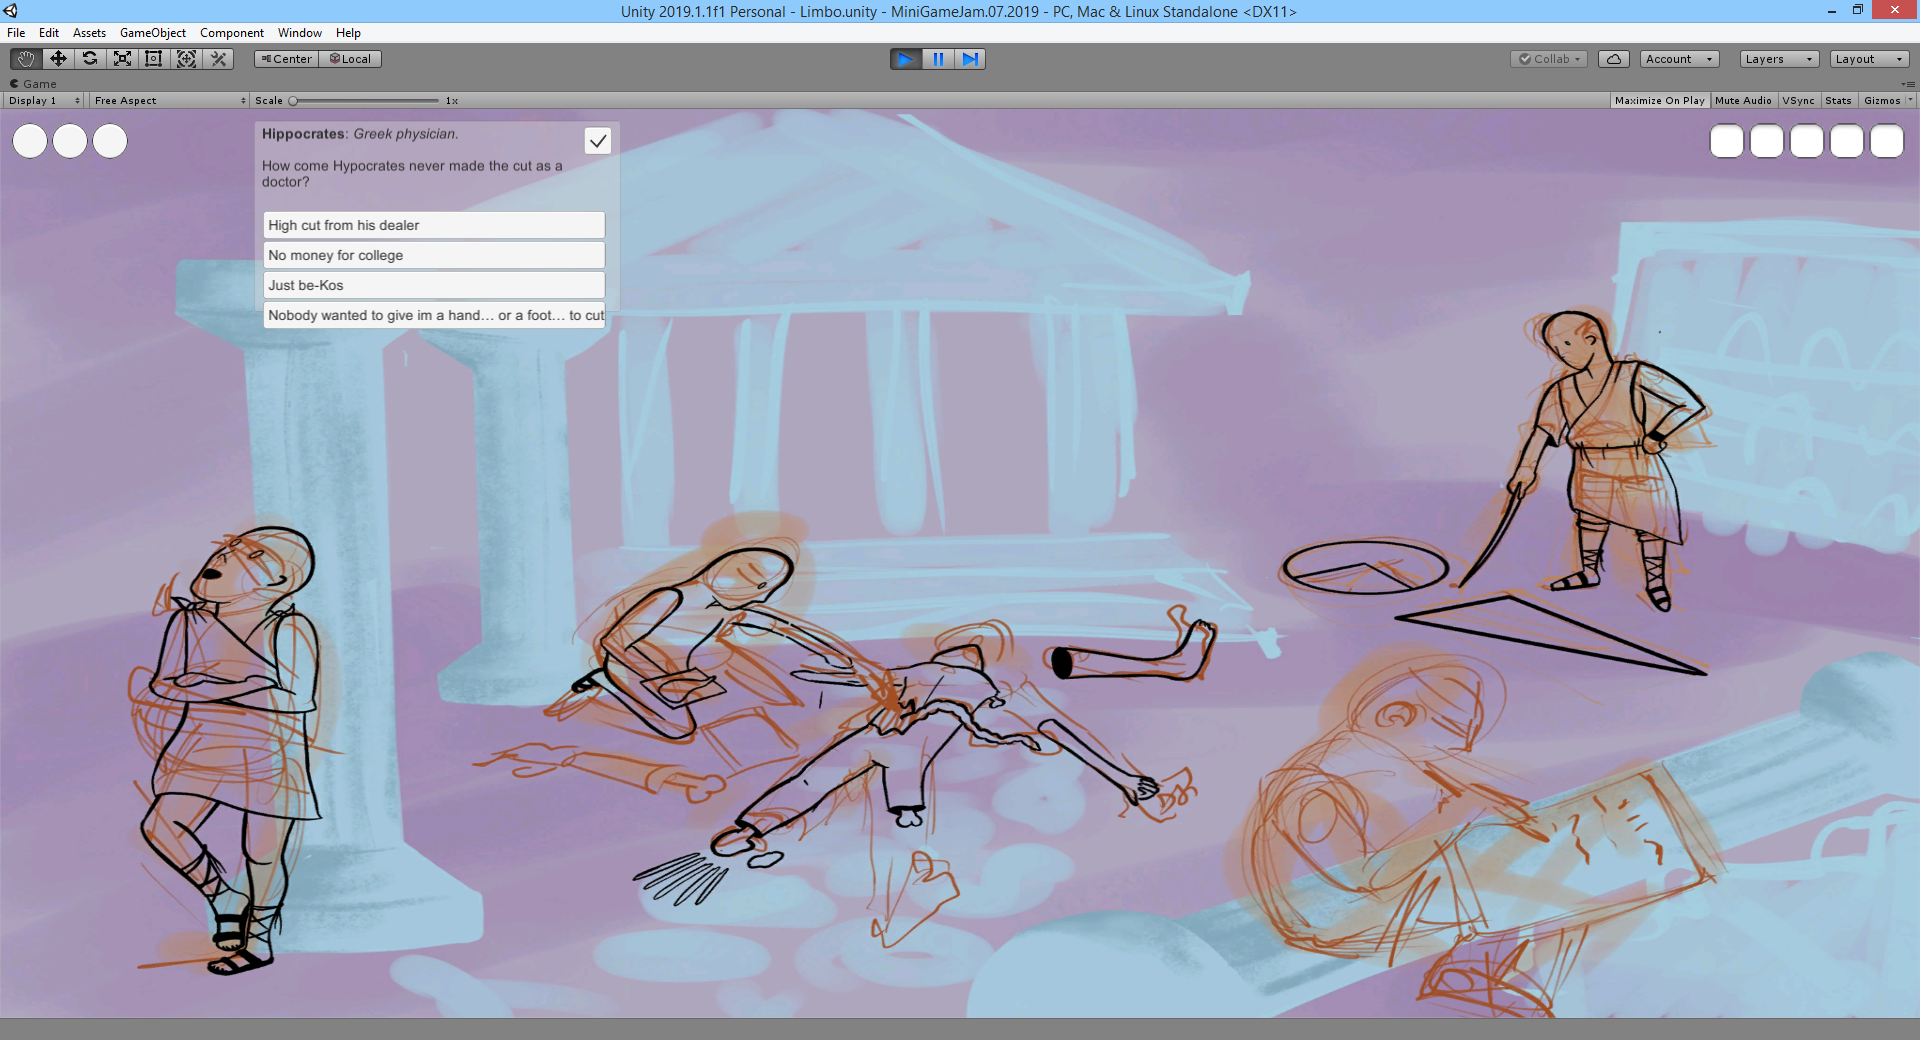 Unity 2019.1.1f1 Personal - Limbo.unity - MiniGameJam.07.2019 - PC, Mac & Linux Standalone <DX11>
File Edit Assets GameObject Component Window Help
Center Local Collab Account Layers Layout
Game
Display 1 Free Aspect Scale 1x Maximize On Play Mute Audio VSync Stats Gizmos
Hippocrates: Greek physician.
How come Hypocrates never made the cut as a
doctor?
High cut from his dealer
No money for college
Just be-Kos
Nobody wanted to give im a hand... or a foot... to cut